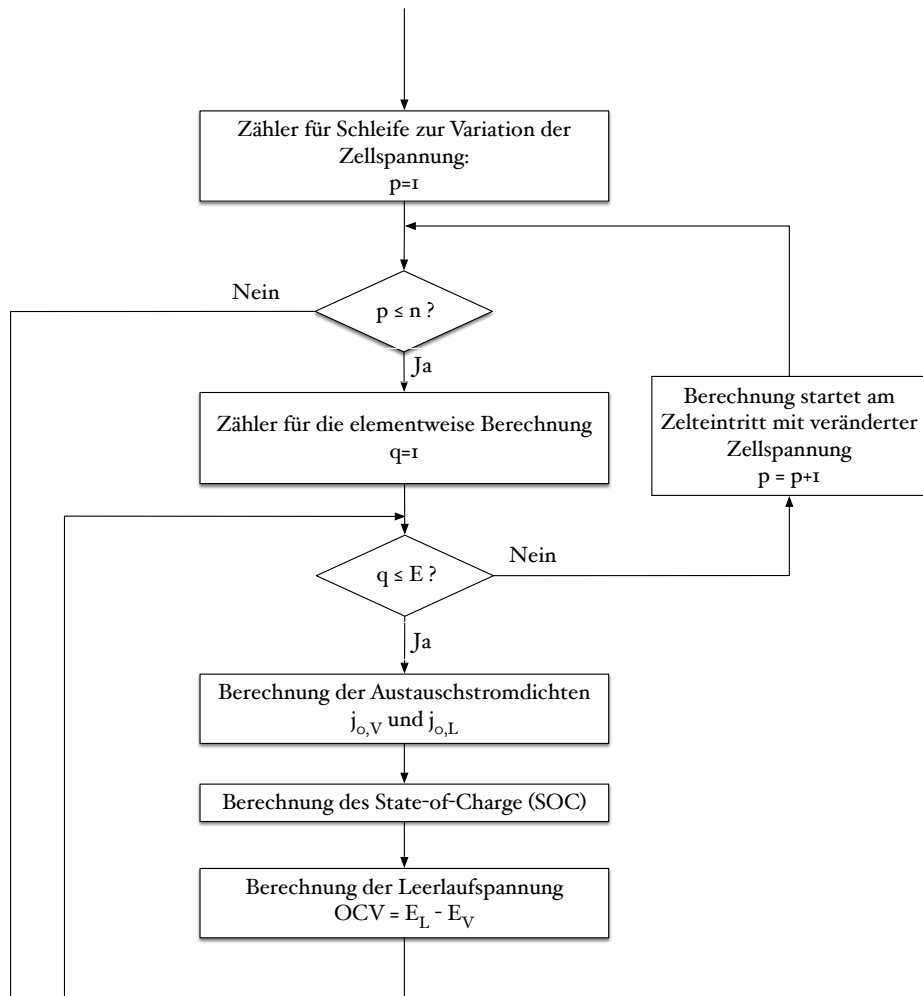 Zähler für Schleife zur Variation der
Zellspannung:
p=1
Nein
p ≤ n ?
Ja
Zähler für die elementweise Berechnung
q=1
Berechnung startet am
Zelteintritt mit veränderter
Zellspannung
p = p+1
q ≤ E ?
Nein
Ja
Berechnung der Austauschstromdichten
j₀,V und j₀,L
Berechnung des State-of-Charge (SOC)
Berechnung der Leerlaufspannung
OCV = E_L - E_V